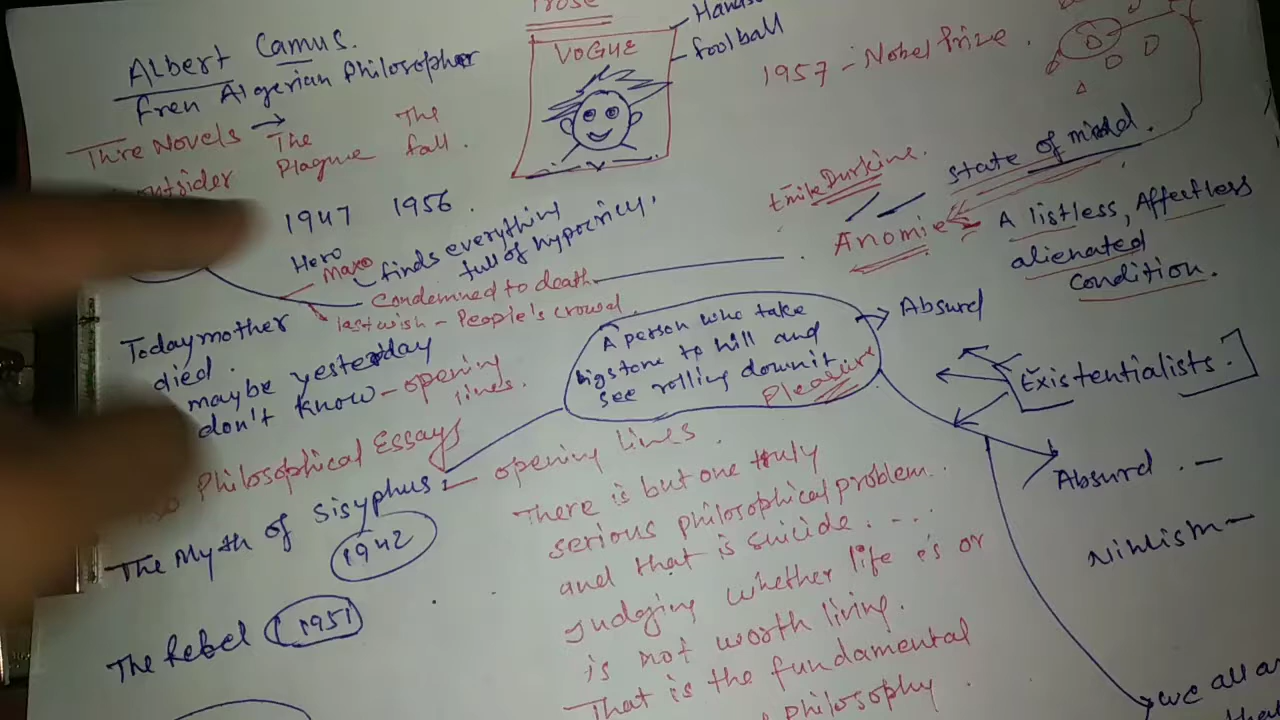 Prose
Albert Camus.
Fren Algerian Philosopher
Three Novels → The The
Plague fall.
outsider
1947 1956
VOGUE
football
1957 - Nobel Prize.
D
D
D
Emile Durkine.
state of mind.
Anomie - A listless, Affectless
alienated
condition.
Hero
finds everything
full of hypocricy.
Condemned to death
last wish - People's crowd
Today mother
died.
maybe yesterday
don't know - opening
lines.
A person who take
big stone to hill and
see rolling down it
Pleasure
Absurd
[Existentialists.]
Absurd. -
Nihlism -
Philosophical Essays
The Myth of Sisyphus - opening lines.
1942
The Rebel (1951
There is but one truly
serious philosophical problem.
and that is suicide. ...
Judging whether life is or
is not worth living.
That is the fundamental
Philosophy.
we all a